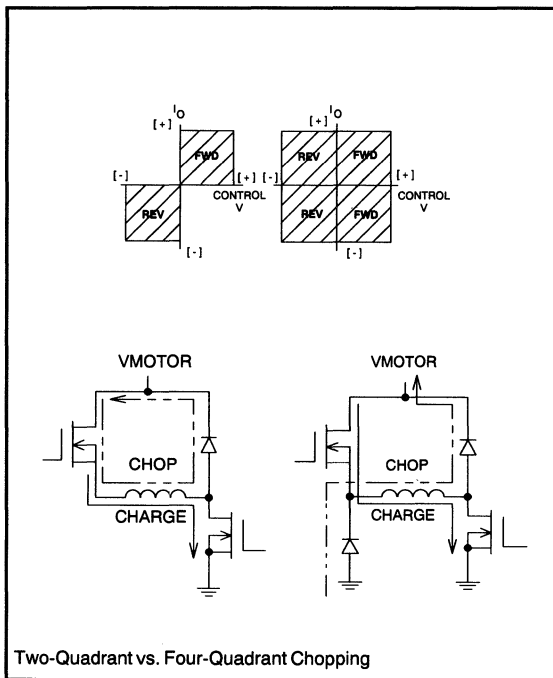 IO
[+]
FWD
[-]
[+]
CONTROL
V
REV
[-]
IO
[+]
REV
FWD
[-]
[+]
CONTROL
V
REV
FWD
[-]
VMOTOR
CHOP
CHARGE
VMOTOR
CHOP
CHARGE
Two-Quadrant vs. Four-Quadrant Chopping